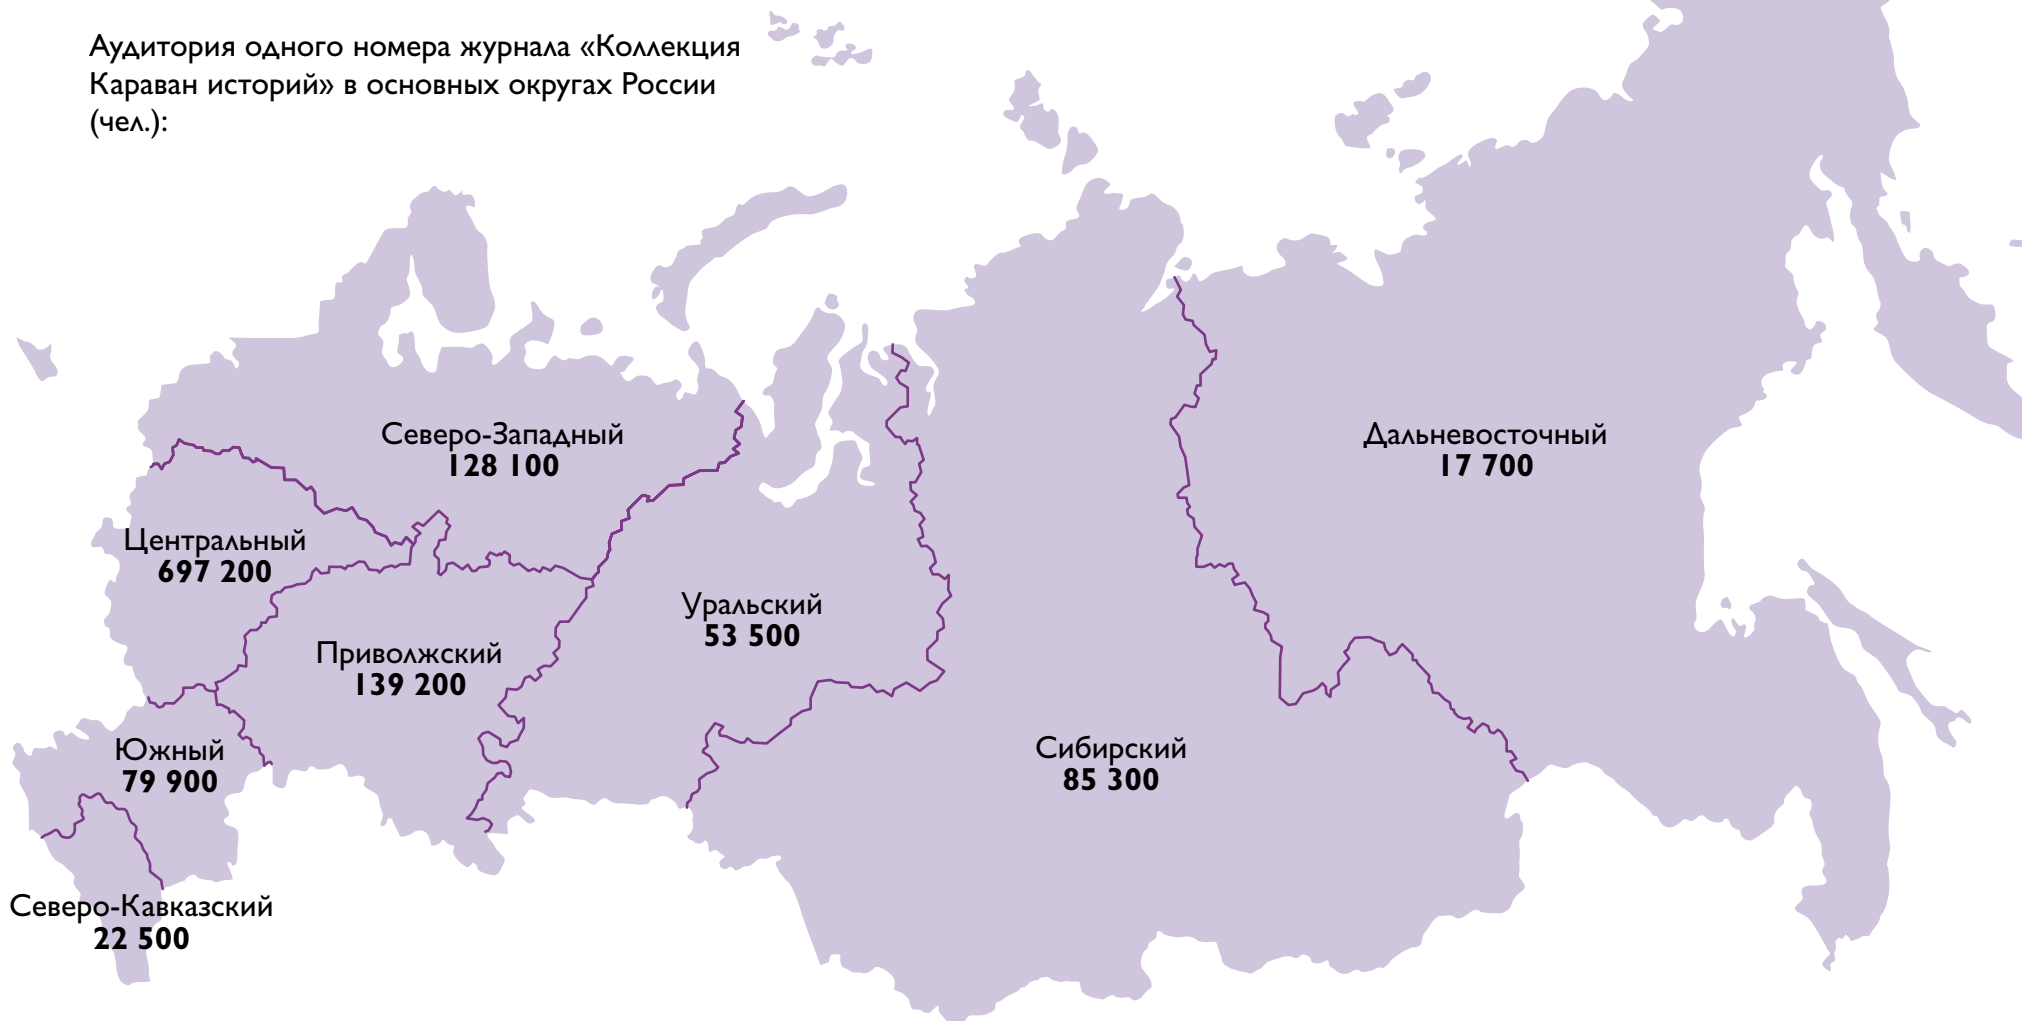 Аудитория одного номера журнала «Коллекция
Караван историй» в основных округах России
(чел.):
Северо-Западный
128 100
Дальневосточный
17 700
Центральный
697 200
Уральский
53 500
Приволжский
139 200
Южный
79 900
Сибирский
85 300
Северо-Кавказский
22 500